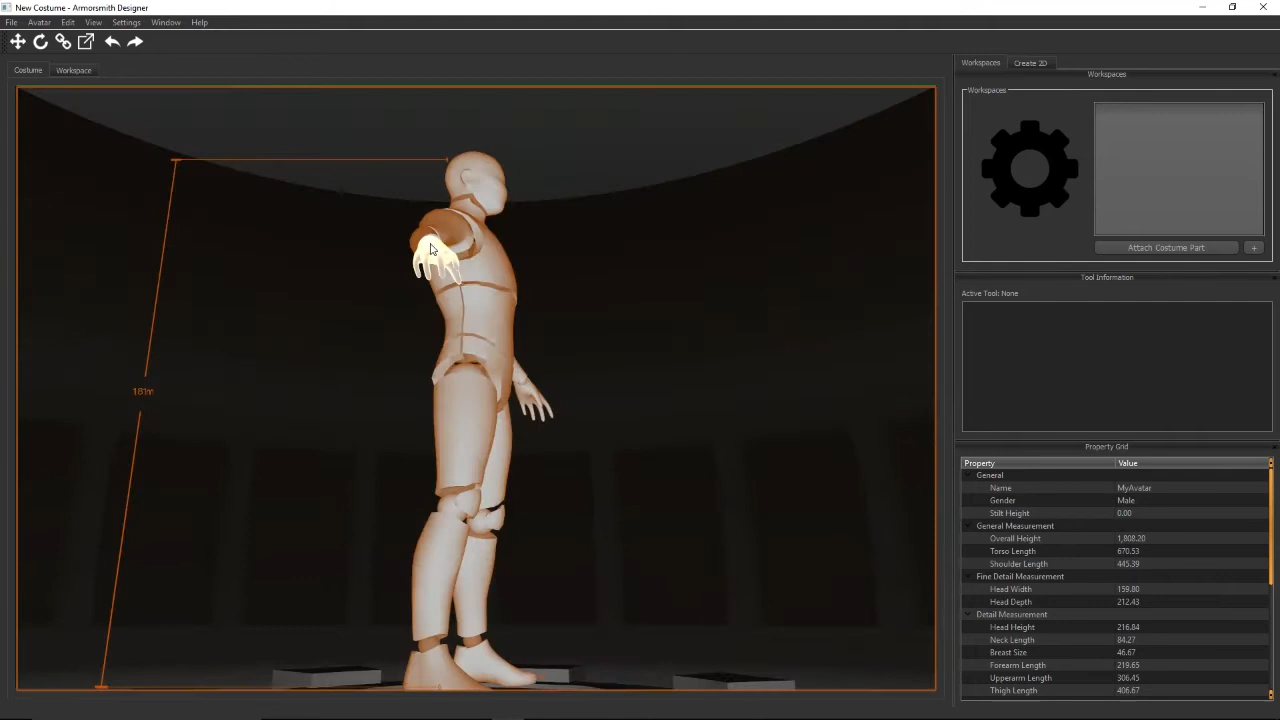 New Costume - Armorsmith Designer
File Avatar Edit View Settings Window Help
Costume Workspace
181m
Workspaces Create 2D
Workspaces
Workspaces
Attach Costume Part +
Tool Information
Active Tool: None
Property Grid
Property Value
General
Name MyAvatar
Gender Male
Stilt Height 0.00
General Measurement
Overall Height 1,808.20
Torso Length 670.53
Shoulder Length 445.39
Fine Detail Measurement
Head Width 159.80
Head Depth 212.43
Detail Measurement
Head Height 216.84
Neck Length 84.27
Breast Size 46.67
Forearm Length 219.65
Upperarm Length 306.45
Thigh Length 406.67